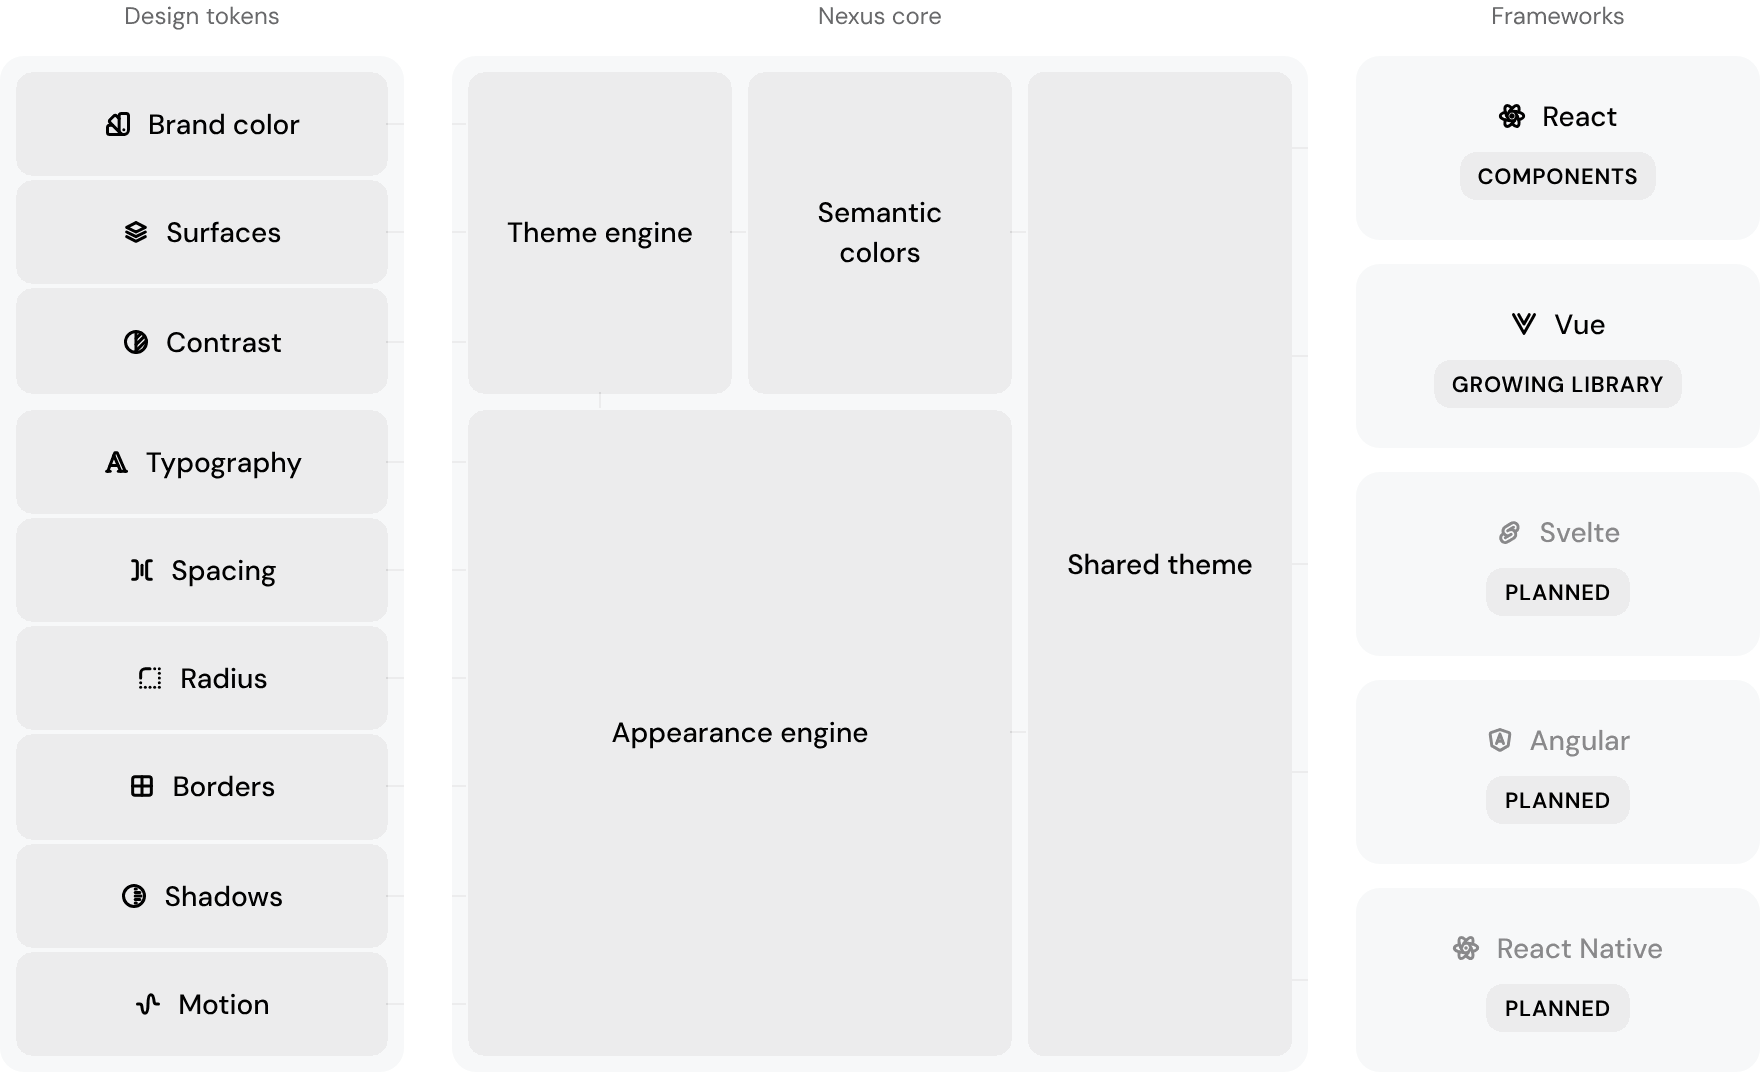 Design tokens
Brand color
Surfaces
Contrast
Typography
Spacing
Radius
Borders
Shadows
Motion
Nexus core
Theme engine
Semantic
colors
Appearance engine
Shared theme
Frameworks
React
COMPONENTS
Vue
GROWING LIBRARY
Svelte
PLANNED
Angular
PLANNED
React Native
PLANNED